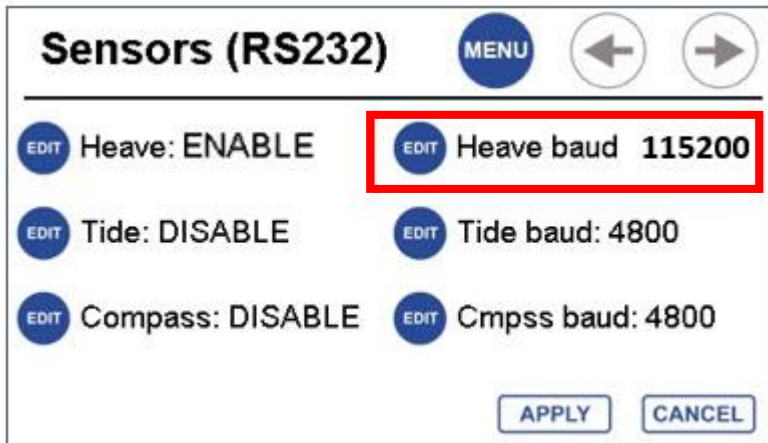 Sensors (RS232) MENU
EDIT Heave: ENABLE EDIT Heave baud 115200
EDIT Tide: DISABLE EDIT Tide baud: 4800
EDIT Compass: DISABLE EDIT Cmpss baud: 4800
APPLY CANCEL